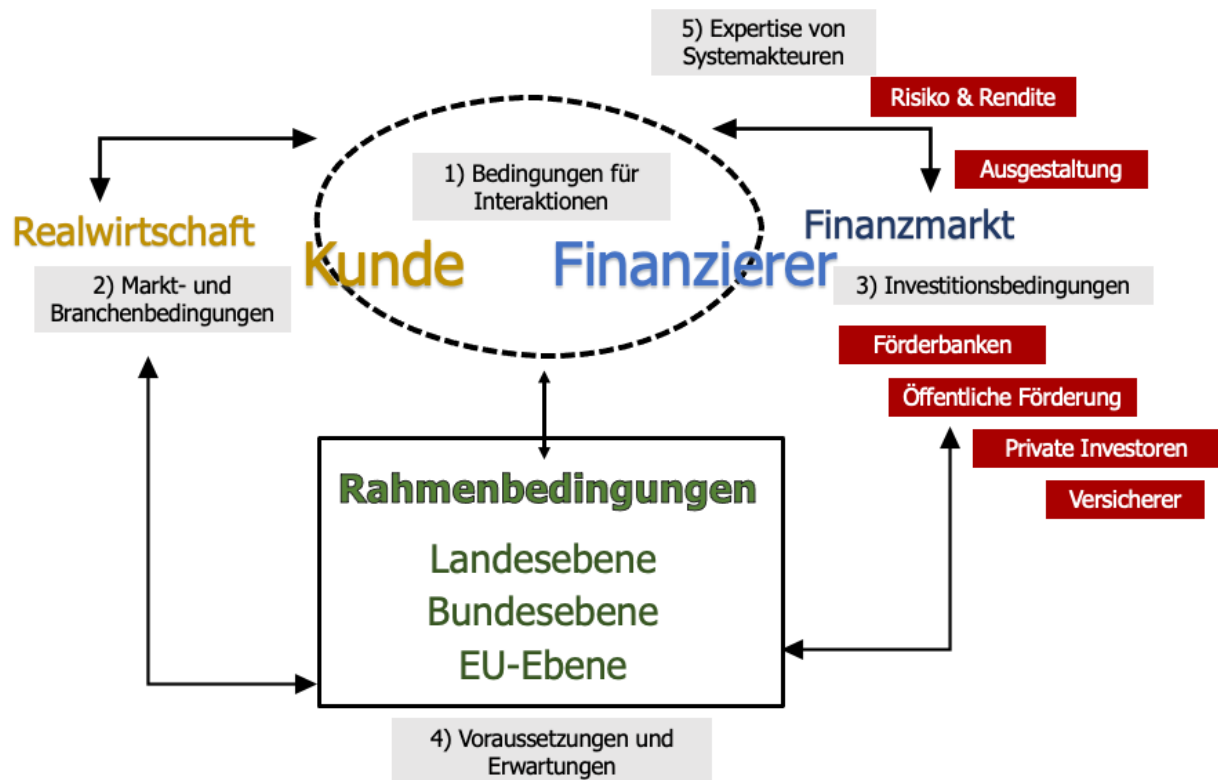 5) Expertise von
Systemakteuren
Risiko & Rendite
1) Bedingungen für
Interaktionen
Ausgestaltung
Realwirtschaft
Finanzmarkt
Kunde
Finanzierer
2) Markt- und
Branchenbedingungen
3) Investitionsbedingungen
Förderbanken
Öffentliche Förderung
Private Investoren
Versicherer
Rahmenbedingungen
Landesebene
Bundesebene
EU-Ebene
4) Voraussetzungen und
Erwartungen